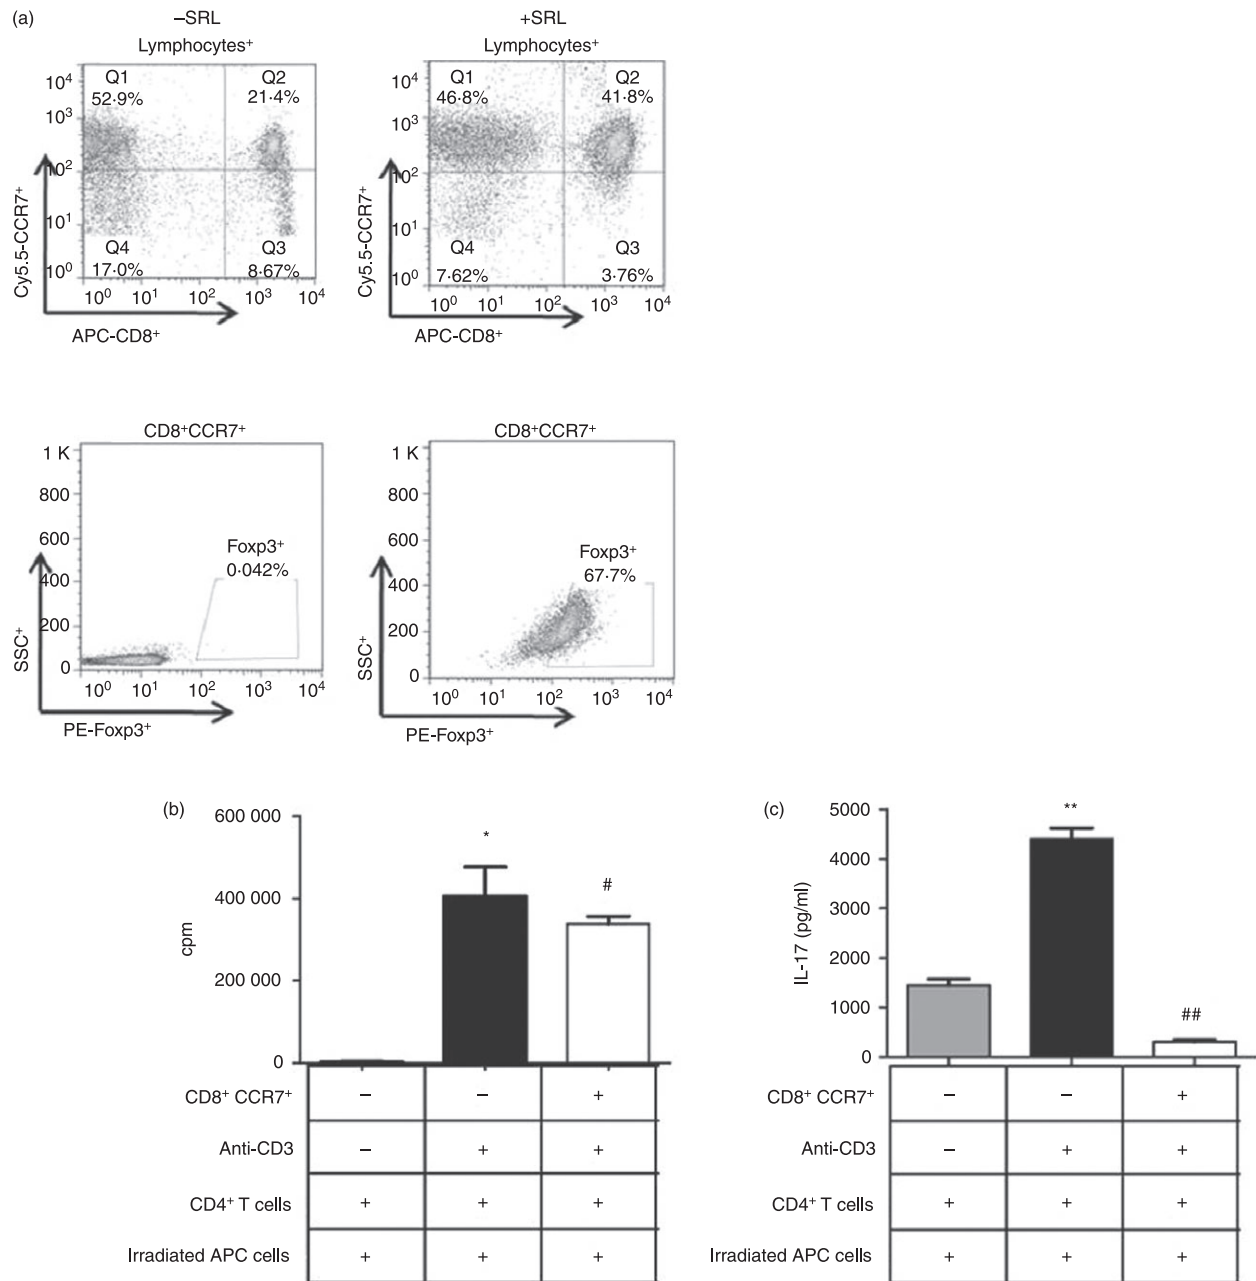 (a)
–SRL
Lymphocytes⁺
10⁴
10³
10²
10¹
10⁰
Q1
52·9%
Q2
21·4%
Q4
17·0%
Q3
8·67%
10⁰ 10¹ 10² 10³ 10⁴
Cy5.5-CCR7⁺
APC-CD8⁺
+SRL
Lymphocytes⁺
10⁴
10³
10²
10¹
10⁰
Q1
46·8%
Q2
41·8%
Q4
7·62%
Q3
3·76%
10⁰ 10¹ 10² 10³ 10⁴
Cy5.5-CCR7⁺
APC-CD8⁺
CD8⁺CCR7⁺
1 K
800
600
400
200
0
Foxp3⁺
0·042%
10⁰ 10¹ 10² 10³ 10⁴
SSC⁺
PE-Foxp3⁺
CD8⁺CCR7⁺
1 K
800
600
400
200
0
Foxp3⁺
67·7%
10⁰ 10¹ 10² 10³ 10⁴
SSC⁺
PE-Foxp3⁺
(b)
600 000
400 000
200 000
0
cpm
*
#
CD8⁺ CCR7⁺ – – +
Anti-CD3 – + +
CD4⁺ T cells + + +
Irradiated APC cells + + +
(c)
5000
4000
3000
2000
1000
0
IL-17 (pg/ml)
**
##
CD8⁺ CCR7⁺ – – +
Anti-CD3 – + +
CD4⁺ T cells + + +
Irradiated APC cells + + +